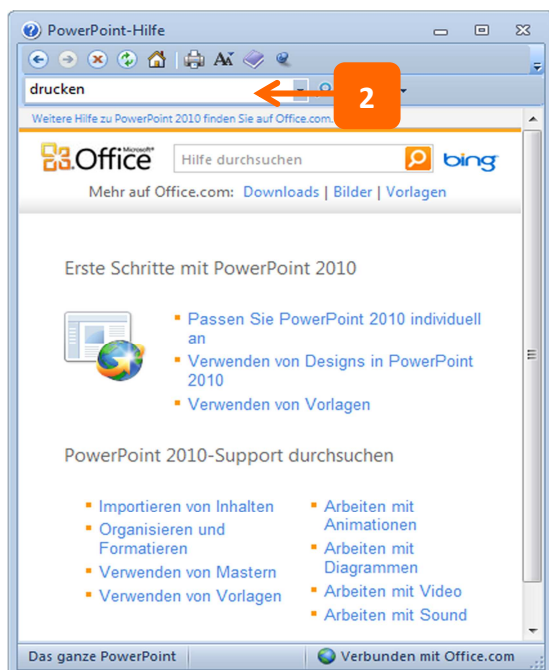 PowerPoint-Hilfe
drucken
2
Weitere Hilfe zu PowerPoint 2010 finden Sie auf Office.com.
Microsoft
Office
Hilfe durchsuchen
bing
Mehr auf Office.com: Downloads | Bilder | Vorlagen
Erste Schritte mit PowerPoint 2010
Passen Sie PowerPoint 2010 individuell
an
Verwenden von Designs in PowerPoint
2010
Verwenden von Vorlagen
PowerPoint 2010-Support durchsuchen
Importieren von Inhalten
Organisieren und
Formatieren
Verwenden von Mastern
Verwenden von Vorlagen
Arbeiten mit
Animationen
Arbeiten mit
Diagrammen
Arbeiten mit Video
Arbeiten mit Sound
Das ganze PowerPoint
Verbunden mit Office.com